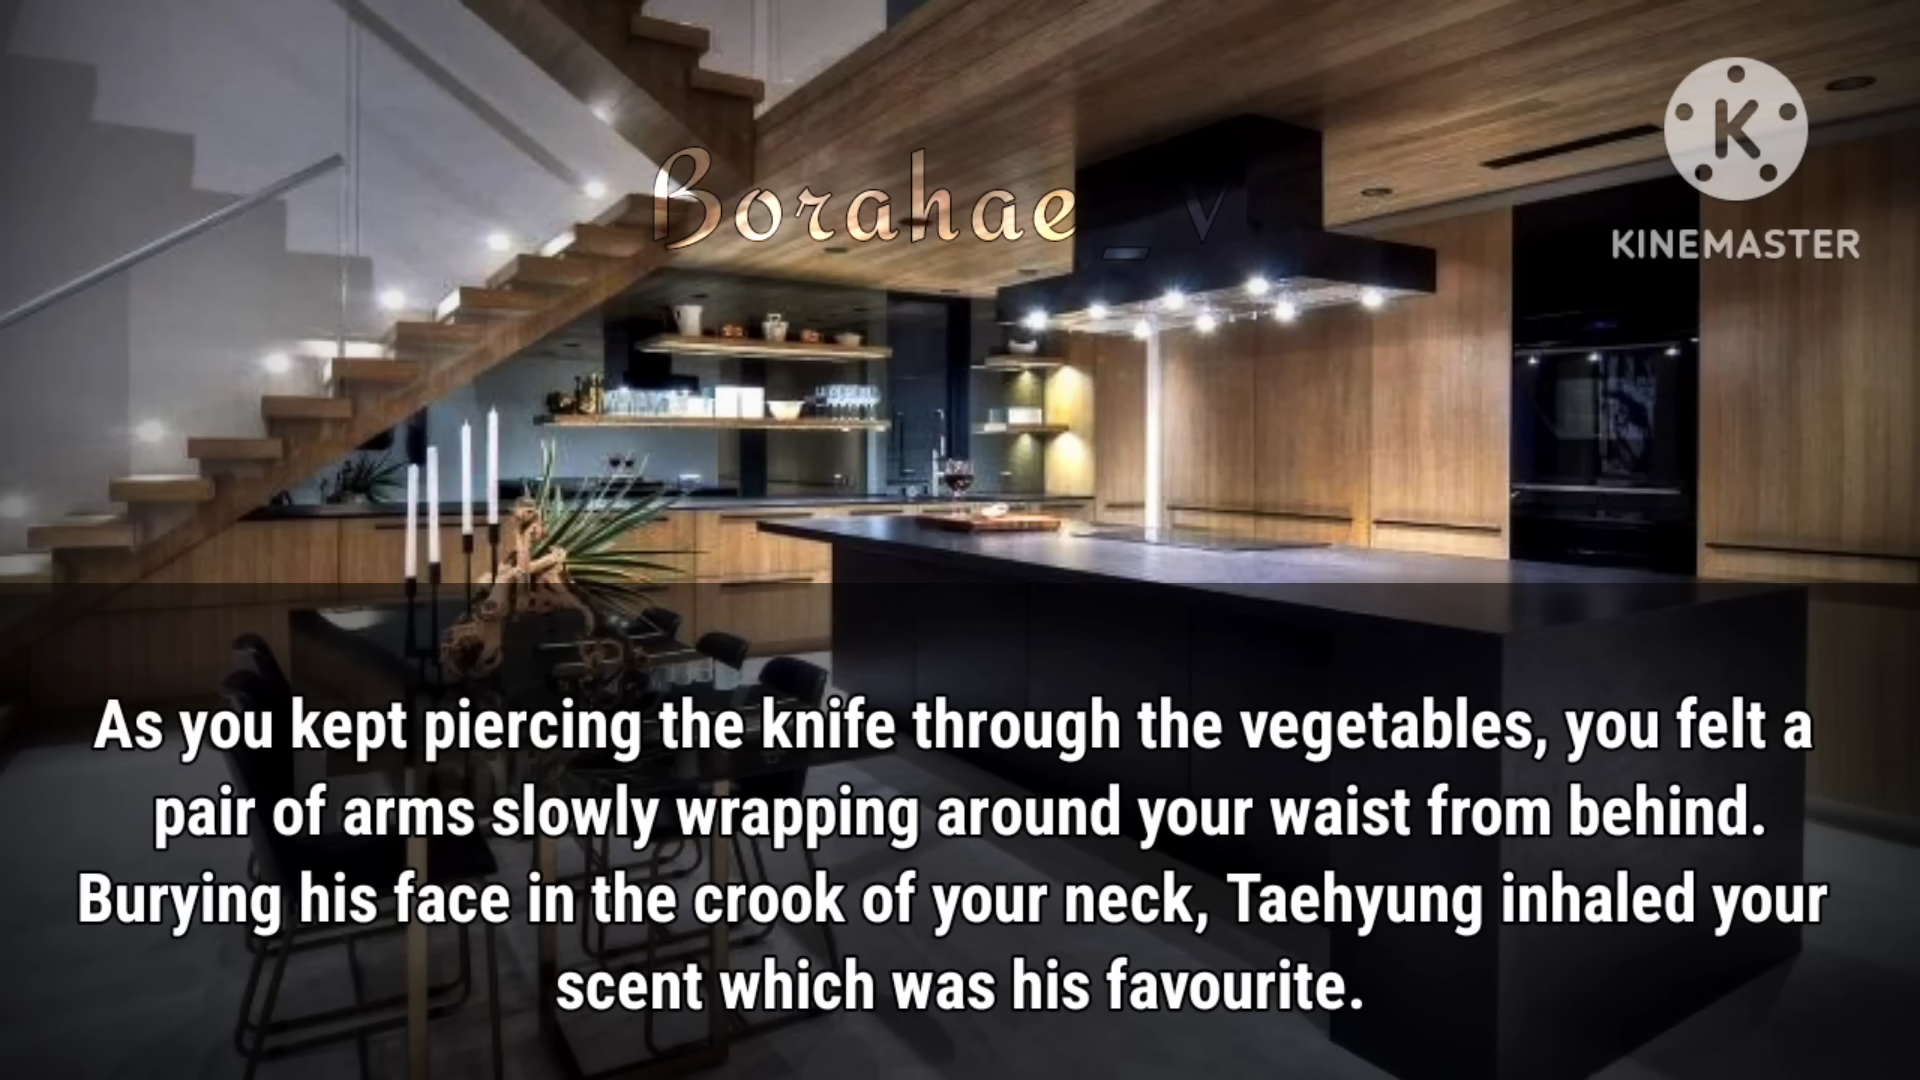 Borahae_V
K
KINEMASTER
As you kept piercing the knife through the vegetables, you felt a
pair of arms slowly wrapping around your waist from behind.
Burying his face in the crook of your neck, Taehyung inhaled your
scent which was his favourite.